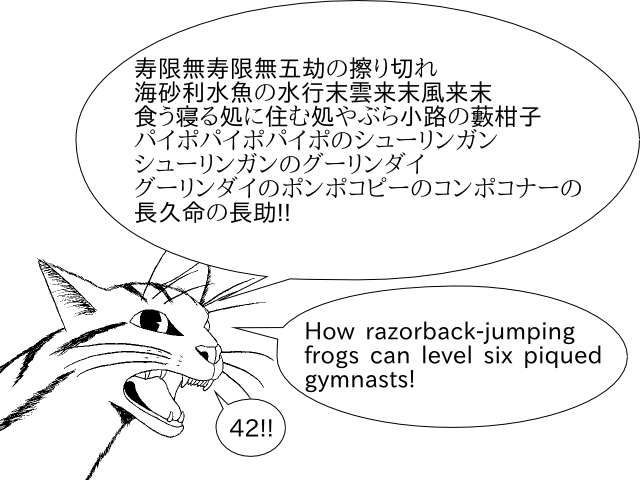 寿限無寿限無五劫の擦り切れ
海砂利水魚の水行末雲来末風来末
食う寝る処に住む処やぶら小路の藪柑子
パイポパイポパイポのシューリンガン
シューリンガンのグーリンダイ
グーリンダイのポンポコピーのコンポコナーの
長久命の長助!!
How razorback-jumping
frogs can level six piqued
gymnasts!
42!!